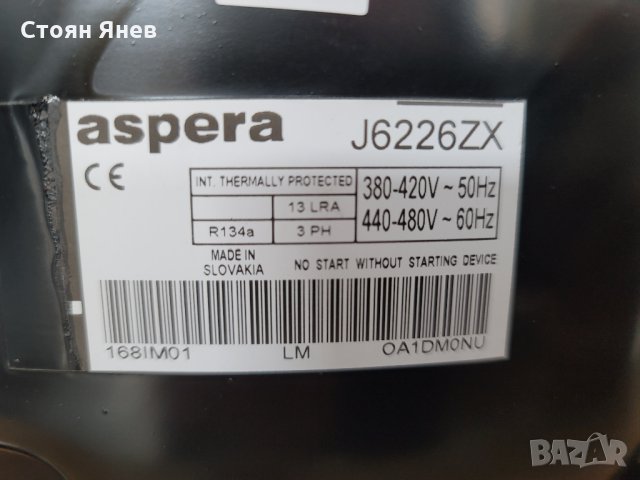 Стоян Янев
aspera
J6226ZX
CE
INT. THERMALLY PROTECTED
13 LRA
R134a 3 PH
380-420V ~ 50Hz
440-480V ~ 60Hz
MADE IN
SLOVAKIA
NO START WITHOUT STARTING DEVICE
168IM01 LM OA1DM0NU
BAZAR